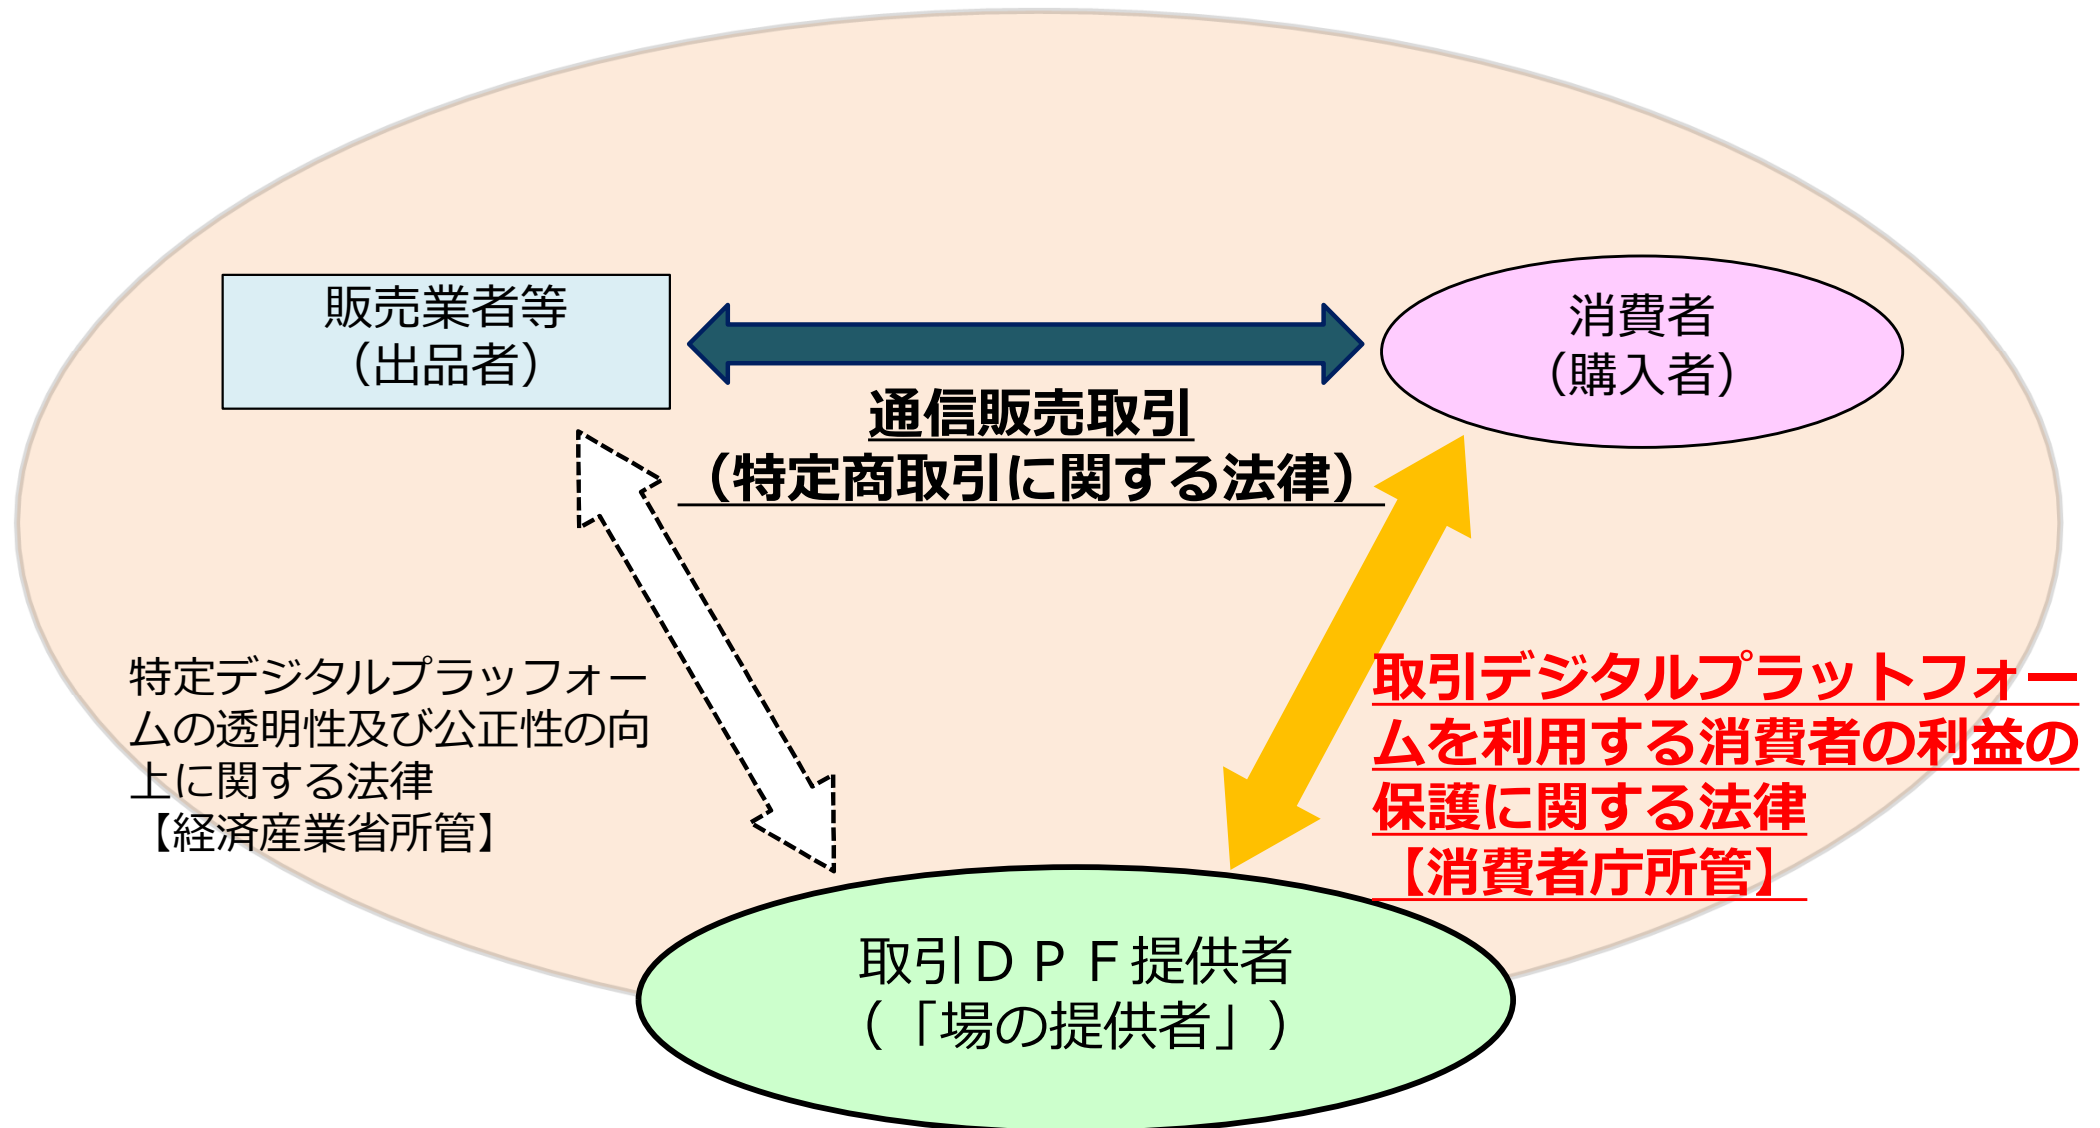 販売業者等
（出品者）
消費者
（購入者）
通信販売取引
（特定商取引に関する法律）
特定デジタルプラッフォー
ムの透明性及び公正性の向
上に関する法律
【経済産業省所管】
取引デジタルプラットフォー
ムを利用する消費者の利益の
保護に関する法律
【消費者庁所管】
取引ＤＰＦ提供者
（「場の提供者」）